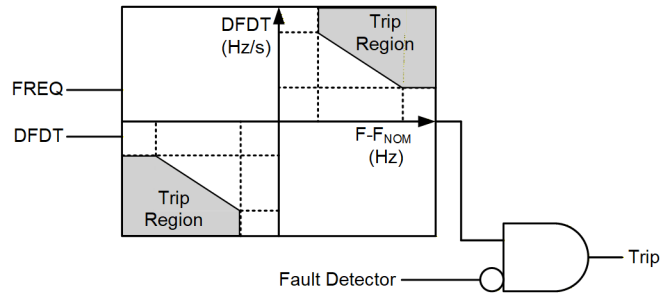 DFDT
(Hz/s)
Trip
Region
FREQ
DFDT
F-FNOM
(Hz)
Trip
Region
Trip
Fault Detector